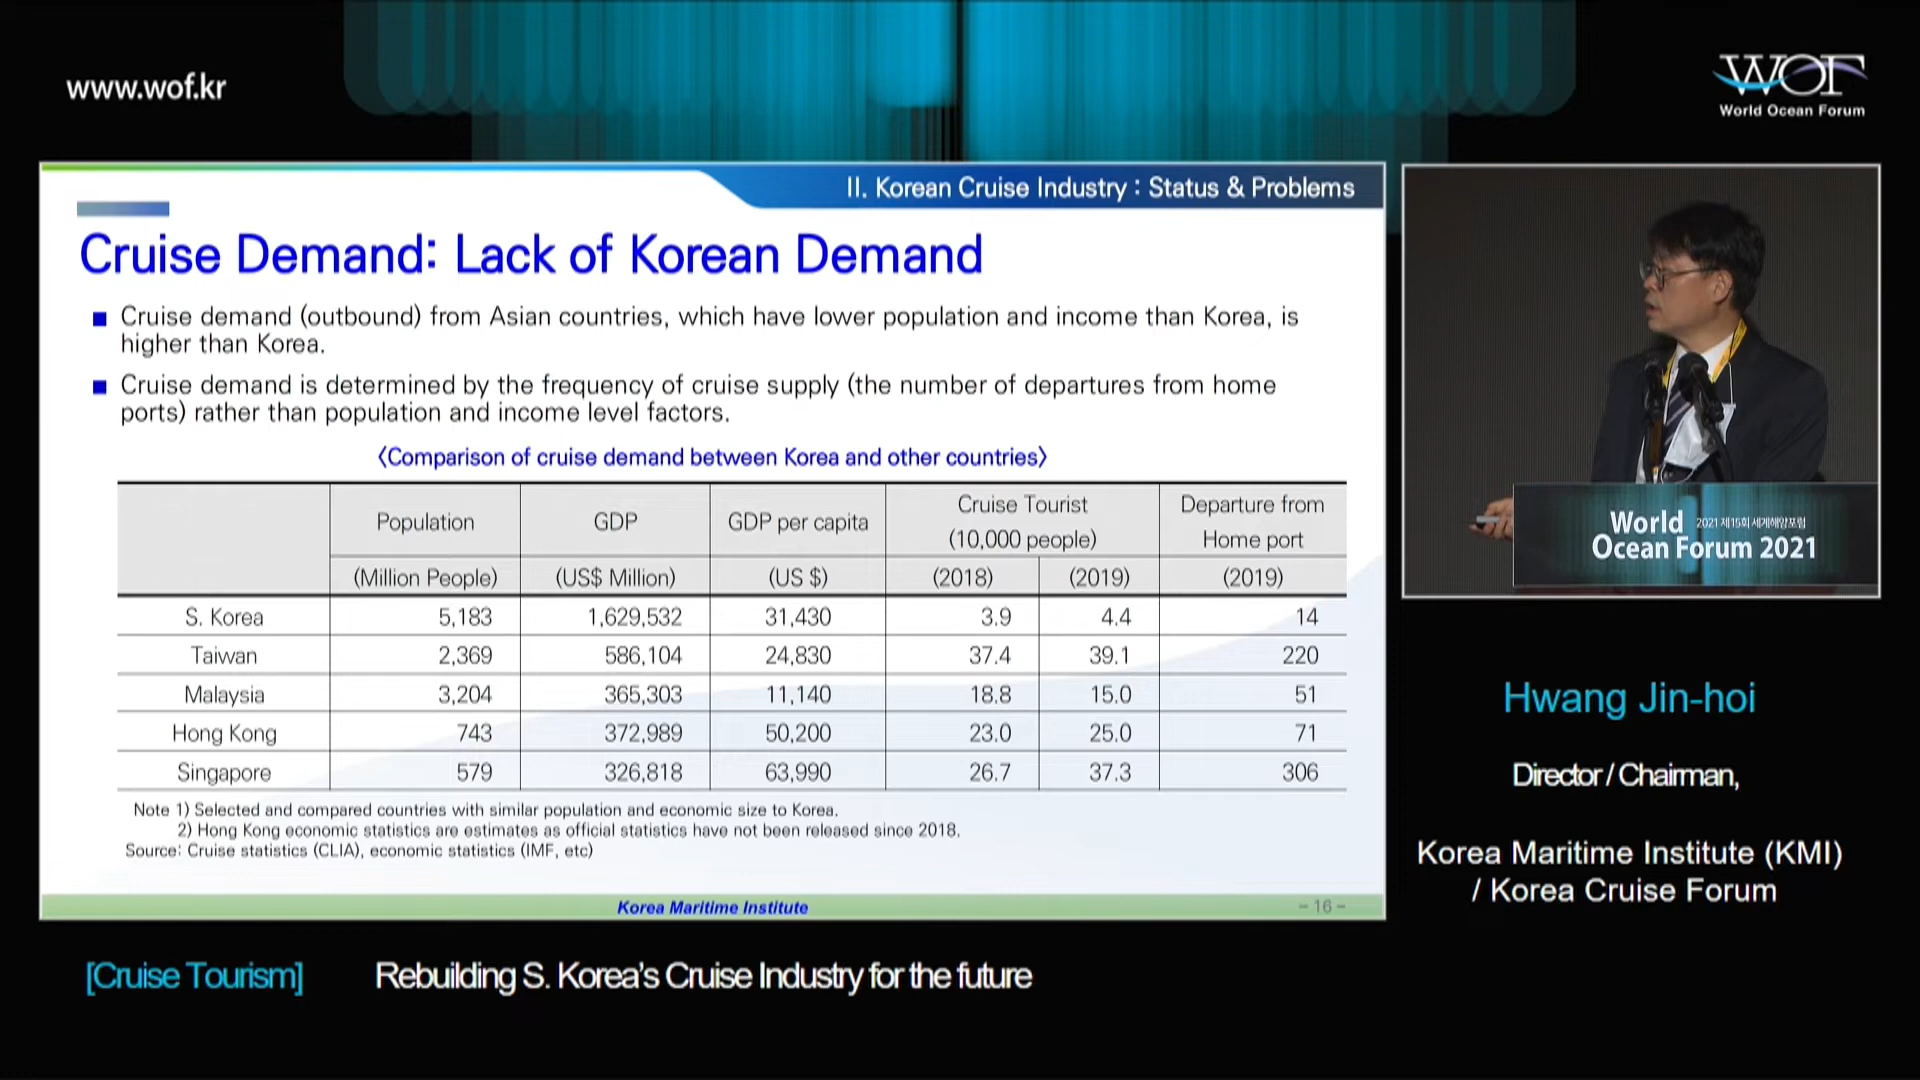 www.wof.kr
WOF
World Ocean Forum
II. Korean Cruise Industry : Status & Problems
Cruise Demand: Lack of Korean Demand
■ Cruise demand (outbound) from Asian countries, which have lower population and income than Korea, is
higher than Korea.
■ Cruise demand is determined by the frequency of cruise supply (the number of departures from home
ports) rather than population and income level factors.
〈Comparison of cruise demand between Korea and other countries〉
Population GDP GDP per capita Cruise Tourist (10,000 people) Departure from Home port
(Million People) (US$ Million) (US $) (2018) (2019) (2019)
S. Korea 5,183 1,629,532 31,430 3.9 4.4 14
Taiwan 2,369 586,104 24,830 37.4 39.1 220
Malaysia 3,204 365,303 11,140 18.8 15.0 51
Hong Kong 743 372,989 50,200 23.0 25.0 71
Singapore 579 326,818 63,990 26.7 37.3 306
Note 1) Selected and compared countries with similar population and economic size to Korea.
2) Hong Kong economic statistics are estimates as official statistics have not been released since 2018.
Source: Cruise statistics (CLIA), economic statistics (IMF, etc)
Korea Maritime Institute
- 16 -
World 2021 제15회 세계해양포럼
Ocean Forum 2021
Hwang Jin-hoi
Director / Chairman,
Korea Maritime Institute (KMI)
/ Korea Cruise Forum
[Cruise Tourism] Rebuilding S. Korea's Cruise Industry for the future